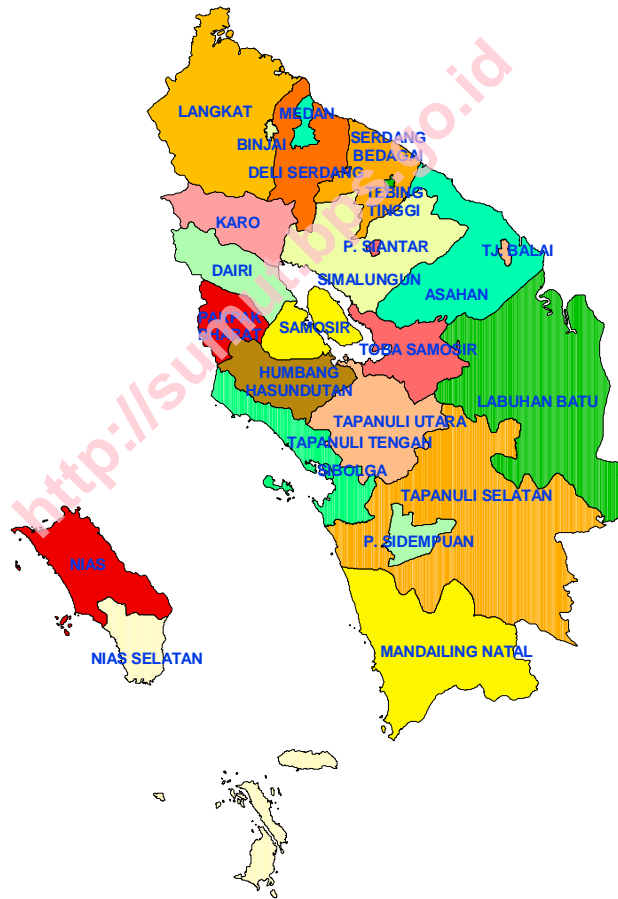 LANGKAT
MEDAN
BINJAI
SERDANG
BEDAGAI
DELI SERDANG
TEBING
TINGGI
KARO
P. SIANTAR
TJ. BALAI
DAIRI
SIMALUNGUN
ASAHAN
PAKPAK
BHARAT
SAMOSIR
TOBA SAMOSIR
HUMBANG
HASUNDUTAN
LABUHAN BATU
TAPANULI UTARA
TAPANULI TENGAH
SIBOLGA
TAPANULI SELATAN
P. SIDEMPUAN
NIAS
MANDAILING NATAL
NIAS SELATAN
http://sumut.bps.go.id